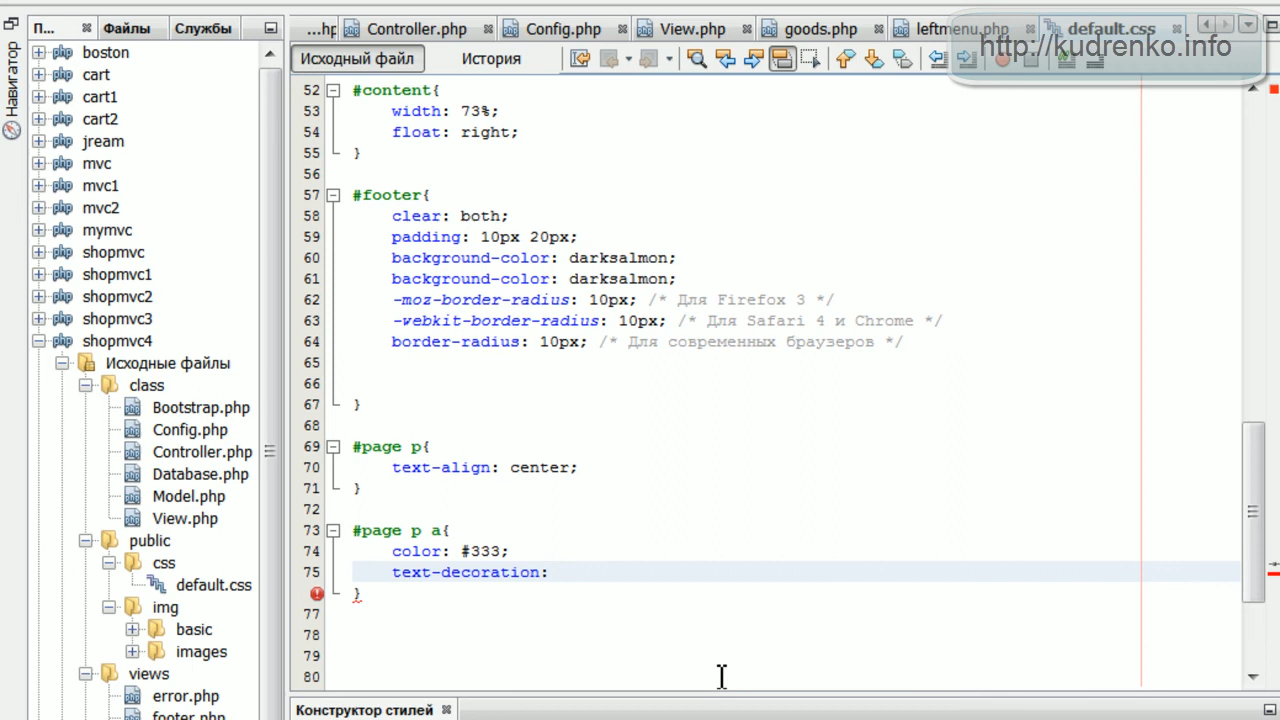 ...hp
Controller.php
Config.php
View.php
goods.php
leftmenu.php
default.css
http://kudrenko.info
П...
Файлы
Службы
Исходный файл
История
Навигатор
boston
cart
cart1
cart2
jream
mvc
mvc1
mvc2
mymvc
shopmvc
shopmvc1
shopmvc2
shopmvc3
shopmvc4
Исходные файлы
class
Bootstrap.php
Config.php
Controller.php
Database.php
Model.php
View.php
public
css
default.css
img
basic
images
views
error.php
footer.php
52 #content{
53 width: 73%;
54 float: right;
55 }
56
57 #footer{
58 clear: both;
59 padding: 10px 20px;
60 background-color: darksalmon;
61 background-color: darksalmon;
62 -moz-border-radius: 10px; /* Для Firefox 3 */
63 -webkit-border-radius: 10px; /* Для Safari 4 и Chrome */
64 border-radius: 10px; /* Для современных браузеров */
65
66
67 }
68
69 #page p{
70 text-align: center;
71 }
72
73 #page p a{
74 color: #333;
75 text-decoration:
}
77
78
79
80
Конструктор стилей